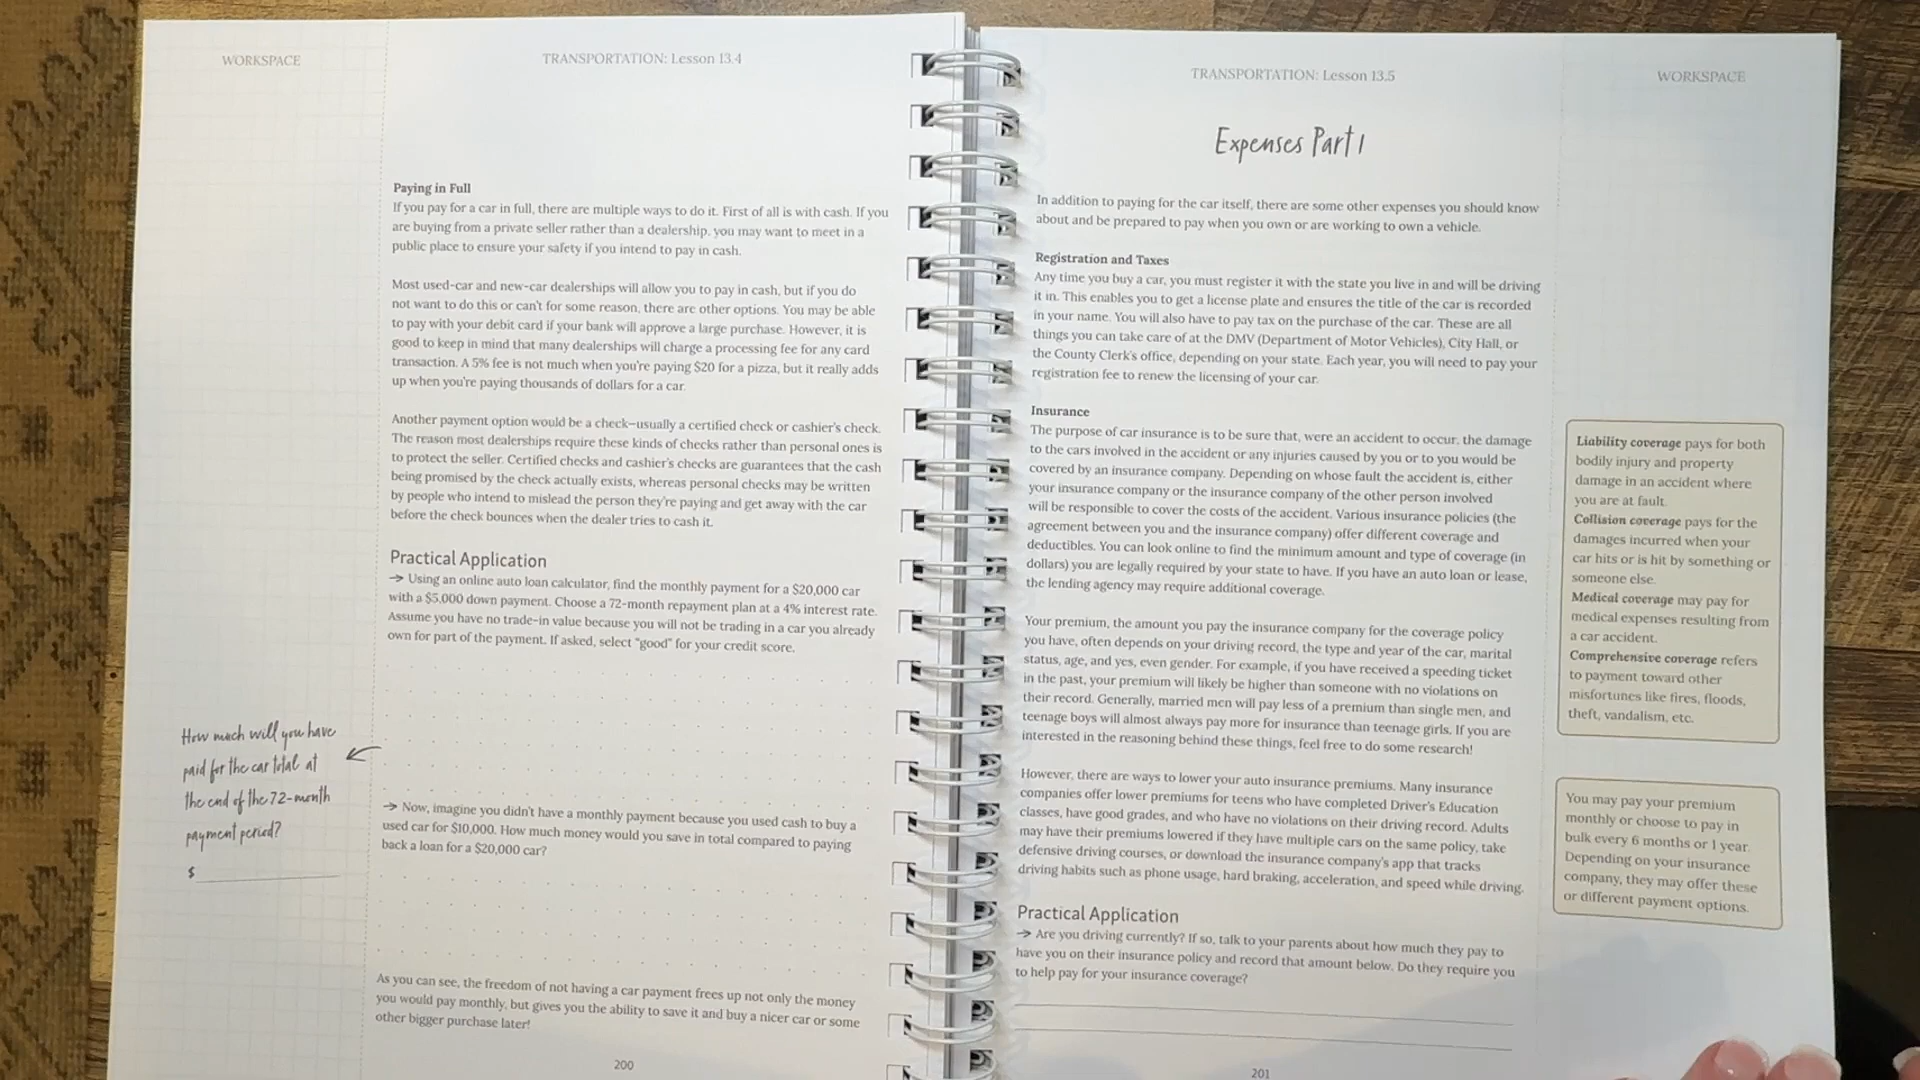 WORKSPACE
TRANSPORTATION: Lesson 13.4
Paying in Full
If you pay for a car in full, there are multiple ways to do it. First of all is with cash. If you
are buying from a private seller rather than a dealership, you may want to meet in a
public place to ensure your safety if you intend to pay in cash.
Most used-car and new-car dealerships will allow you to pay in cash, but if you do
not want to do this or can't for some reason, there are other options. You may be able
to pay with your debit card if your bank will approve a large purchase. However, it is
good to keep in mind that many dealerships will charge a processing fee for any card
transaction. A 5% fee is not much when you're paying $20 for a pizza, but it really adds
up when you're paying thousands of dollars for a car.
Another payment option would be a check—usually a certified check or cashier's check.
The reason most dealerships require these kinds of checks rather than personal ones is
to protect the seller. Certified checks and cashier's checks are guarantees that the cash
being promised by the check actually exists, whereas personal checks may be written
by people who intend to mislead the person they're paying and get away with the car
before the check bounces when the dealer tries to cash it.
Practical Application
→ Using an online auto loan calculator, find the monthly payment for a $20,000 car
with a $5,000 down payment. Choose a 72-month repayment plan at a 4% interest rate.
Assume you have no trade-in value because you will not be trading in a car you already
own for part of the payment. If asked, select "good" for your credit score.
How much will you have
paid for the car total at
the end of the 72-month
payment period?
$
→ Now, imagine you didn't have a monthly payment because you used cash to buy a
used car for $10,000. How much money would you save in total compared to paying
back a loan for a $20,000 car?
As you can see, the freedom of not having a car payment frees up not only the money
you would pay monthly, but gives you the ability to save it and buy a nicer car or some
other bigger purchase later!
200
TRANSPORTATION: Lesson 13.5
WORKSPACE
Expenses Part 1
In addition to paying for the car itself, there are some other expenses you should know
about and be prepared to pay when you own or are working to own a vehicle.
Registration and Taxes
Any time you buy a car, you must register it with the state you live in and will be driving
it in. This enables you to get a license plate and ensures the title of the car is recorded
in your name. You will also have to pay tax on the purchase of the car. These are all
things you can take care of at the DMV (Department of Motor Vehicles), City Hall, or
the County Clerk's office, depending on your state. Each year, you will need to pay your
registration fee to renew the licensing of your car.
Insurance
The purpose of car insurance is to be sure that, were an accident to occur, the damage
to the cars involved in the accident or any injuries caused by you or to you would be
covered by an insurance company. Depending on whose fault the accident is, either
your insurance company or the insurance company of the other person involved
will be responsible to cover the costs of the accident. Various insurance policies (the
agreement between you and the insurance company) offer different coverage and
deductibles. You can look online to find the minimum amount and type of coverage (in
dollars) you are legally required by your state to have. If you have an auto loan or lease,
the lending agency may require additional coverage.
Your premium, the amount you pay the insurance company for the coverage policy
you have, often depends on your driving record, the type and year of the car, marital
status, age, and yes, even gender. For example, if you have received a speeding ticket
in the past, your premium will likely be higher than someone with no violations on
their record. Generally, married men will pay less of a premium than single men, and
teenage boys will almost always pay more for insurance than teenage girls. If you are
interested in the reasoning behind these things, feel free to do some research!
However, there are ways to lower your auto insurance premiums. Many insurance
companies offer lower premiums for teens who have completed Driver's Education
classes, have good grades, and who have no violations on their driving record. Adults
may have their premiums lowered if they have multiple cars on the same policy, take
defensive driving courses, or download the insurance company's app that tracks
driving habits such as phone usage, hard braking, acceleration, and speed while driving.
Practical Application
→ Are you driving currently? If so, talk to your parents about how much they pay to
have you on their insurance policy and record that amount below. Do they require you
to help pay for your insurance coverage?
Liability coverage pays for both
bodily injury and property
damage in an accident where
you are at fault.
Collision coverage pays for the
damages incurred when your
car hits or is hit by something or
someone else.
Medical coverage may pay for
medical expenses resulting from
a car accident.
Comprehensive coverage refers
to payment toward other
misfortunes like fires, floods,
theft, vandalism, etc.
You may pay your premium
monthly or choose to pay in
bulk every 6 months or 1 year.
Depending on your insurance
company, they may offer these
or different payment options.
201